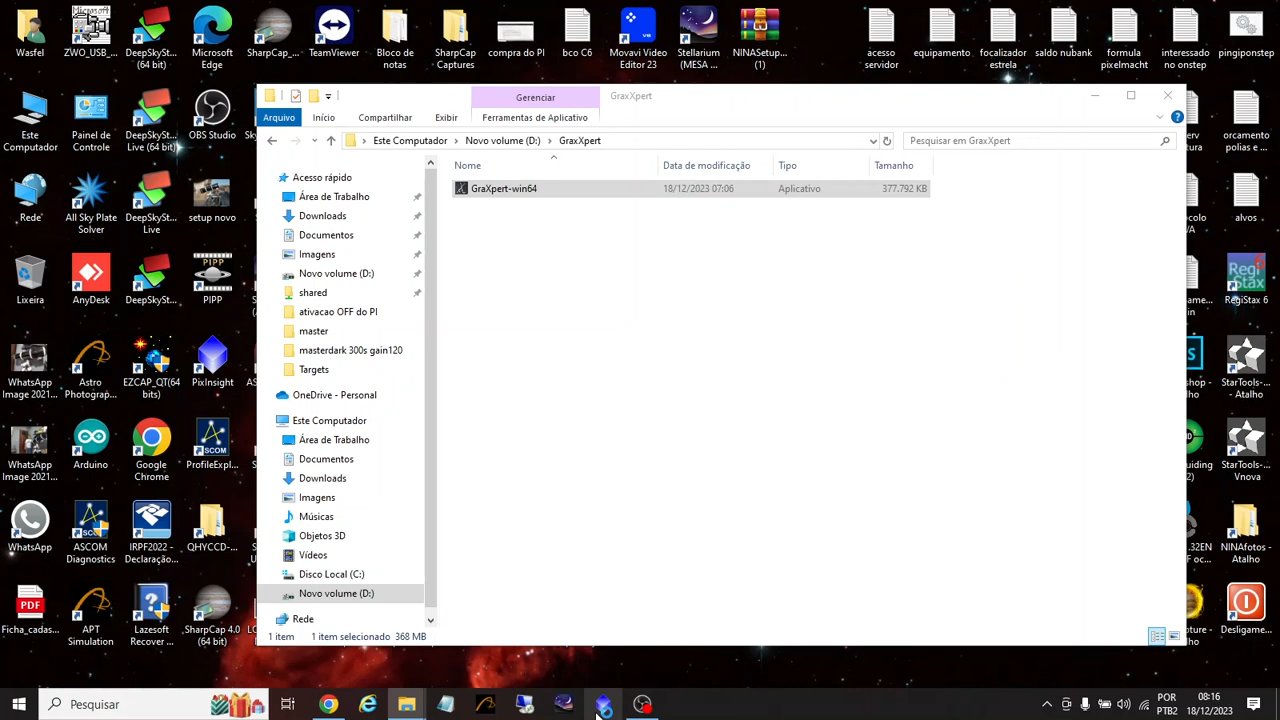 Wasfel
ZWO_USB_...
DeepSkySt...
(64 bit)
Microsoft
Edge
SharpCap_...
TeamViewer
Bloco de
notas
SharpCap
Captures
compra do PI
bco C6
Movavi Video
Editor 23
Stellarium
(MESA ...
NINASetup...
(1)
acesso
servidor
equipamento
focalizador
estrela
saldo nubank
formula
pixelmacht
interessado
no onstep
pingiponstep
Este
Computador
Painel de
Controle
DeepSkySt...
Live (64 bit)
OBS Studio
orcamento
polias e ...
Rede
All Sky Plate
Solver
DeepSkySt...
Live
setup novo
alvos
Lixeira
AnyDesk
DeepSkySt...
PIPP
RegiStax 6
WhatsApp
Image 2021...
Astro
Photograp...
EZCAP_QT(64
bits)
PixInsight
StarTools-...
- Atalho
WhatsApp
Image 2021...
Arduino
Google
Chrome
ProfileExpl...
StarTools-...
Vnova
WhatsApp
ASCOM
Diagnostics
IRPF2022 -
Declaração...
QHYCCD-...
NINAfotos -
Atalho
Ficha_cadas...
APT
Simulation
Lazesoft
Recover ...
SharpCap 4.0
(64 bit)
Desligame...
Gerenciar
GraxXpert
Arquivo
Início
Compartilhar
Exibir
Ferramentas de Aplicativo
Este Computador > Novo volume (D:) > GraxXpert
Pesquisar em GraxXpert
Nome
Data de modificação
Tipo
Tamanho
GraXpert-win64
18/12/2023 07:06
Aplicativo
377.792 KB
Acesso rápido
Área de Trabalho
Downloads
Documentos
Imagens
Novo volume (D:)
shared
ativacao OFF do PI
master
masterdark 300s gain120
Targets
OneDrive - Personal
Este Computador
Área de Trabalho
Documentos
Downloads
Imagens
Músicas
Objetos 3D
Vídeos
Disco Local (C:)
Novo volume (D:)
Rede
1 item
1 item selecionado 368 MB
Pesquisar
POR
PTB2
08:16
18/12/2023